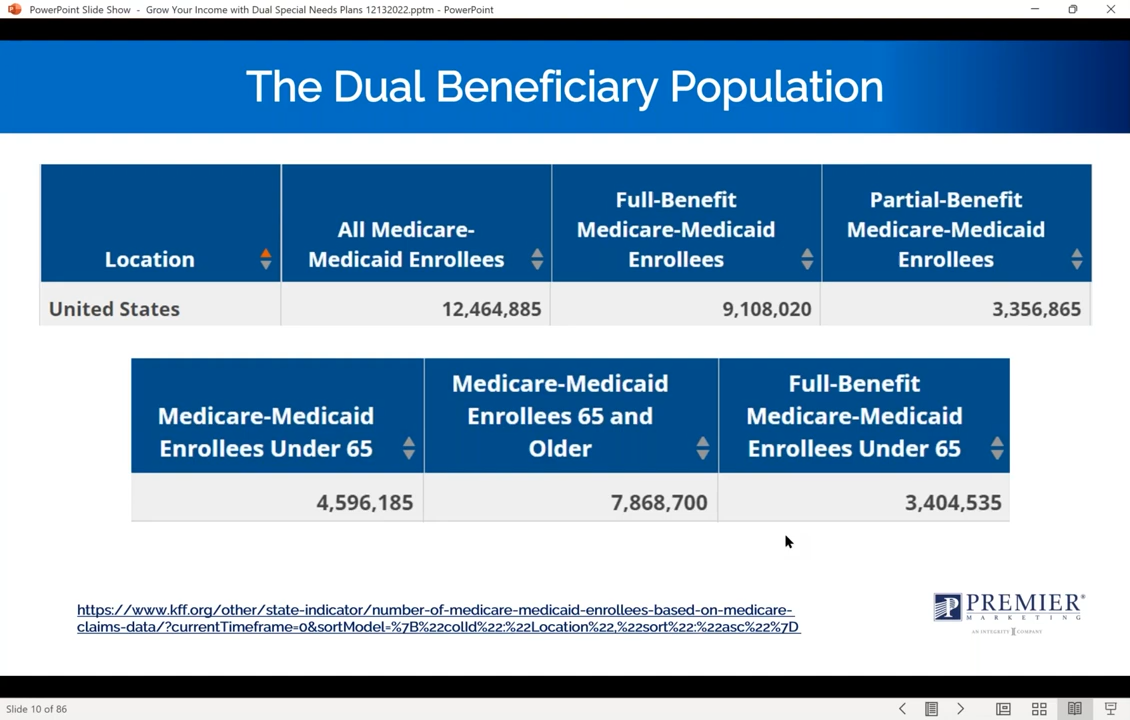 PowerPoint Slide Show - Grow Your Income with Dual Special Needs Plans 12132022.pptm - PowerPoint
The Dual Beneficiary Population
Location
All Medicare-
Medicaid Enrollees
Full-Benefit
Medicare-Medicaid
Enrollees
Partial-Benefit
Medicare-Medicaid
Enrollees
United States
12,464,885
9,108,020
3,356,865
Medicare-Medicaid
Enrollees Under 65
Medicare-Medicaid
Enrollees 65 and
Older
Full-Benefit
Medicare-Medicaid
Enrollees Under 65
4,596,185
7,868,700
3,404,535
https://www.kff.org/other/state-indicator/number-of-medicare-medicaid-enrollees-based-on-medicare-
claims-data/?currentTimeframe=0&sortModel=%7B%22colId%22:%22Location%22,%22sort%22:%22asc%22%7D
PREMIER®
MARKETING
AN INTEGRITY COMPANY
Slide 10 of 86